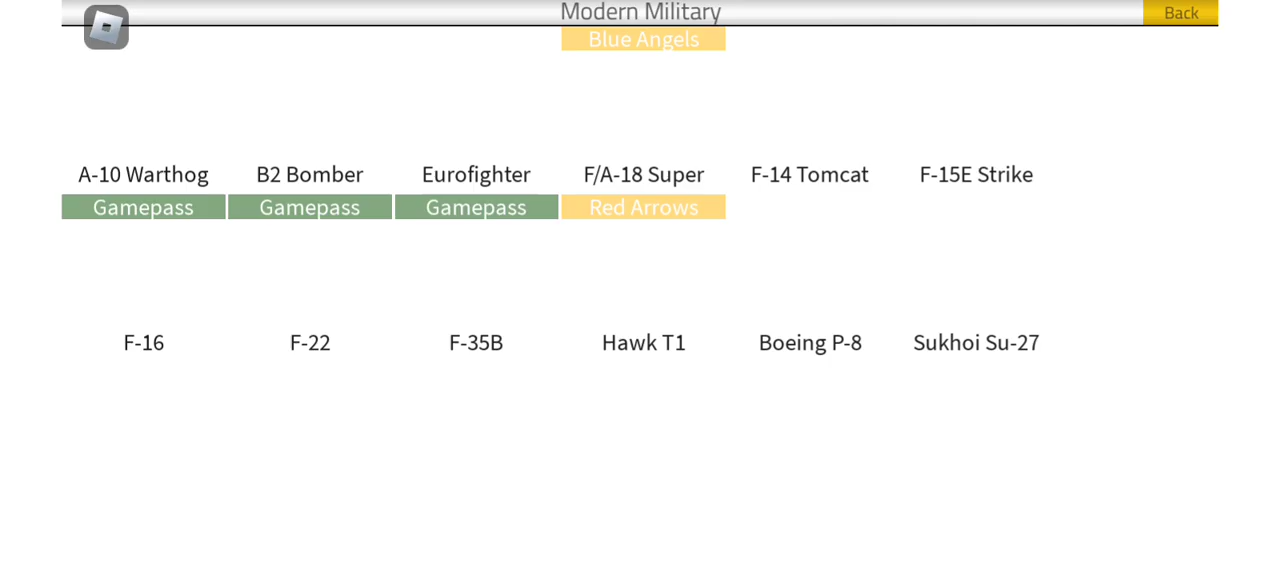 Modern Military
Back
Blue Angels
A-10 Warthog
B2 Bomber
Eurofighter
F/A-18 Super
F-14 Tomcat
F-15E Strike
Gamepass
Gamepass
Gamepass
Red Arrows
F-16
F-22
F-35B
Hawk T1
Boeing P-8
Sukhoi Su-27